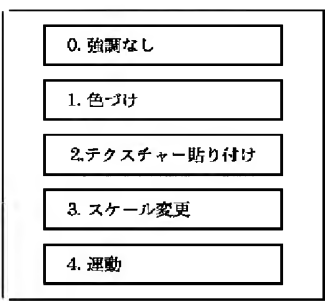 0. 強調なし
1. 色づけ
2.テクスチャー貼り付け
3. スケール変更
4. 運動